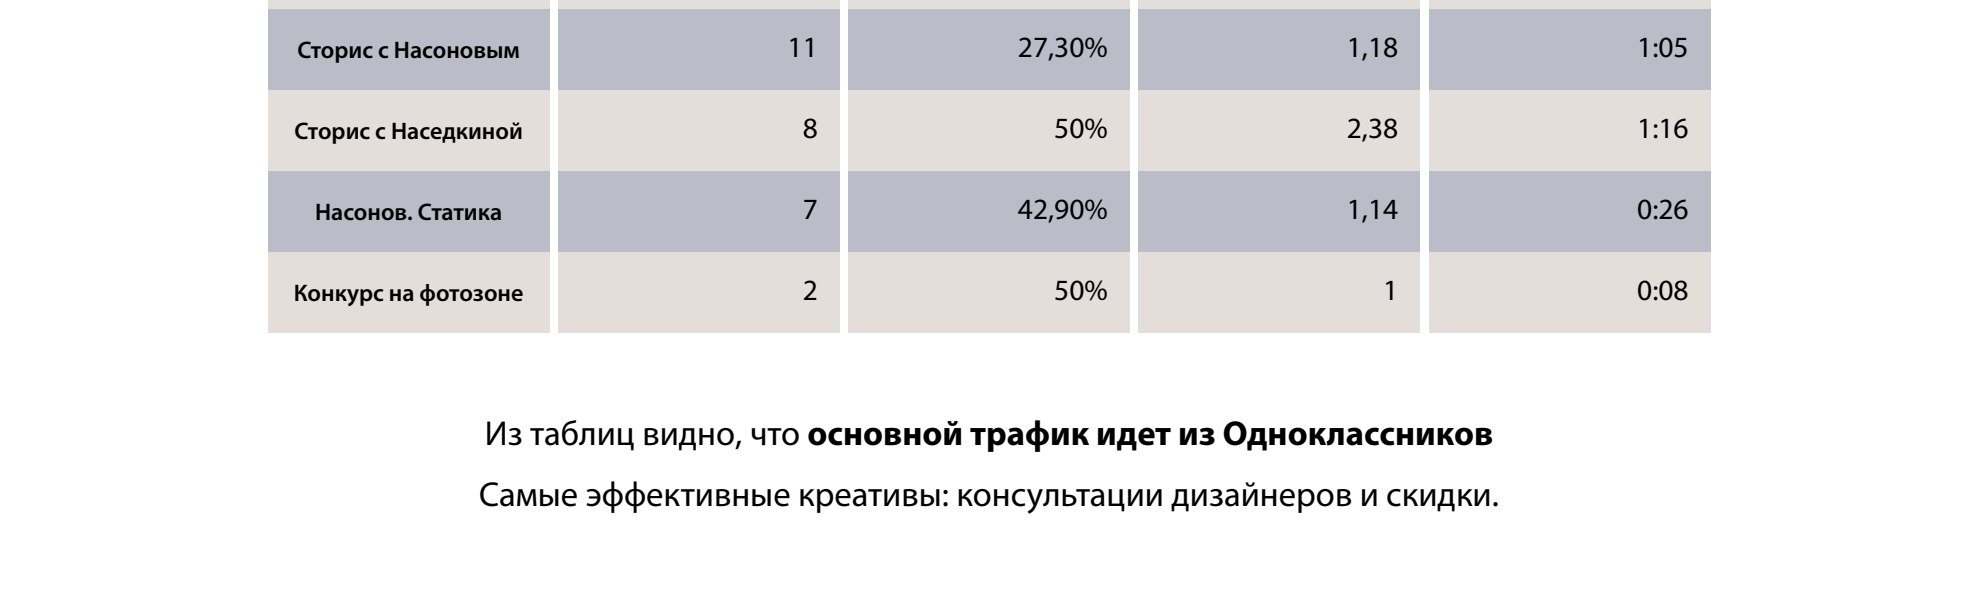 Сторис с Насоновым 11 27,30% 1,18 1:05
Сторис с Наседкиной 8 50% 2,38 1:16
Насонов. Статика 7 42,90% 1,14 0:26
Конкурс на фотозоне 2 50% 1 0:08
Из таблиц видно, что основной трафик идет из Одноклассников
Самые эффективные креативы: консультации дизайнеров и скидки.